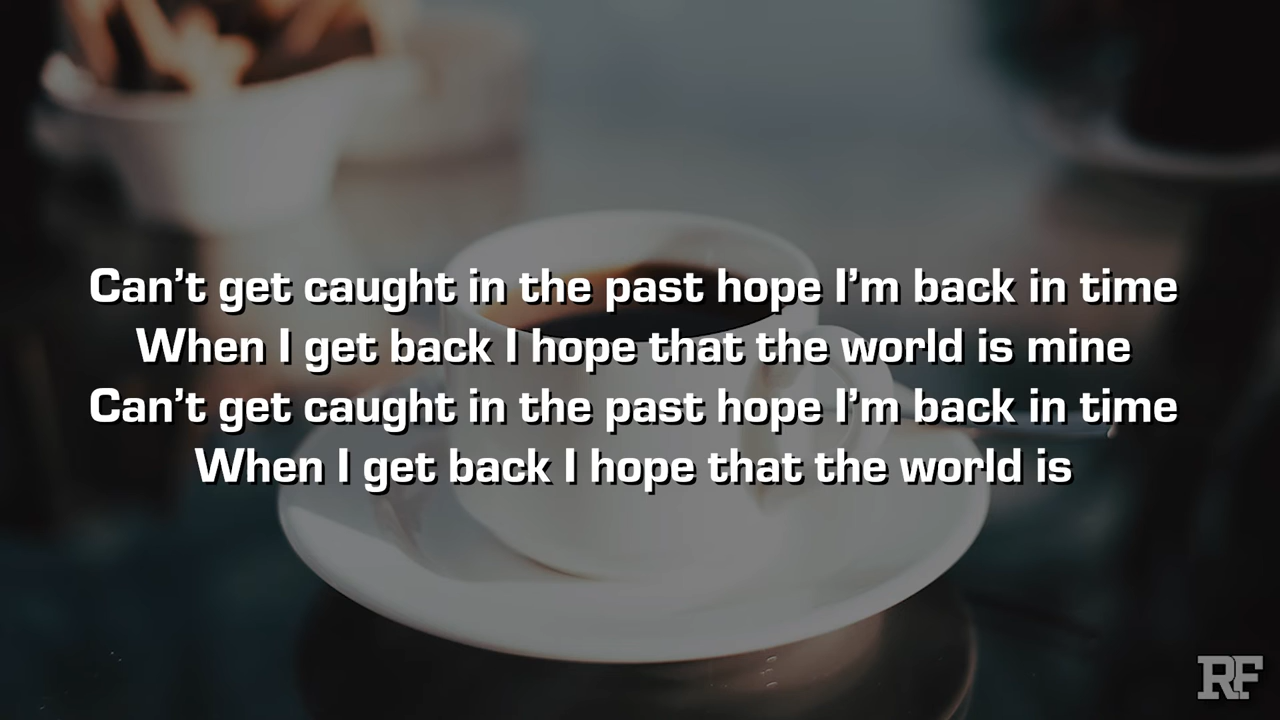 Can’t get caught in the past hope I’m back in time
When I get back I hope that the world is mine
Can’t get caught in the past hope I’m back in time
When I get back I hope that the world is
RF